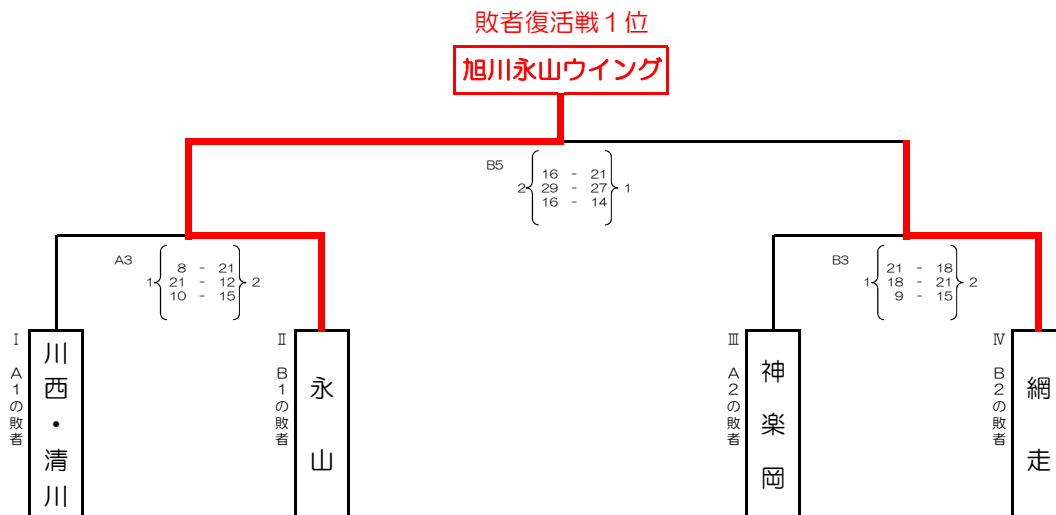 敗者復活戦１位
旭川永山ウイング
B5
2
16 - 21
29 - 27
16 - 14
1
A3
1
8 - 21
21 - 12
10 - 15
2
B3
1
21 - 18
18 - 21
9 - 15
2
Ⅰ
A1の敗者
川西・清川
Ⅱ
B1の敗者
永山
Ⅲ
A2の敗者
神楽岡
Ⅳ
B2の敗者
網走